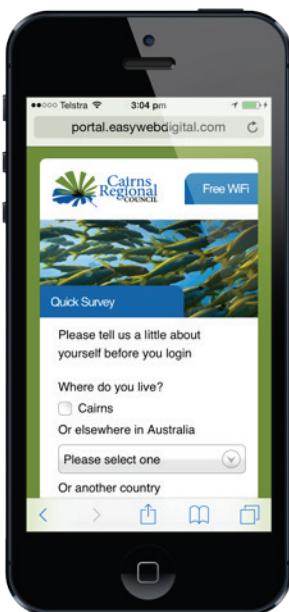 Telstra 3:04 pm
portal.easywebdigital.com
Cairns
Regional
COUNCIL
Free WiFi
Quick Survey
Please tell us a little about
yourself before you login
Where do you live?
Cairns
Or elsewhere in Australia
Please select one
Or another country